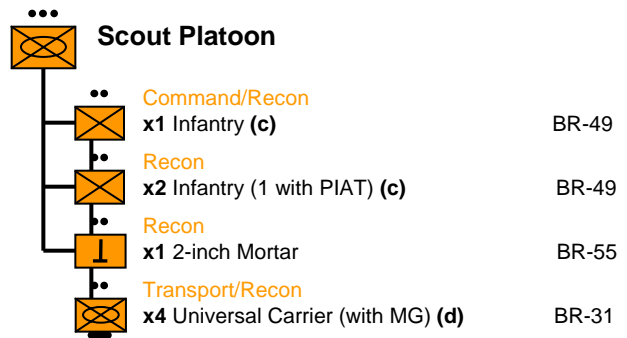 Scout Platoon
Command/Recon
x1 Infantry (c) BR-49
Recon
x2 Infantry (1 with PIAT) (c) BR-49
Recon
x1 2-inch Mortar BR-55
Transport/Recon
x4 Universal Carrier (with MG) (d) BR-31